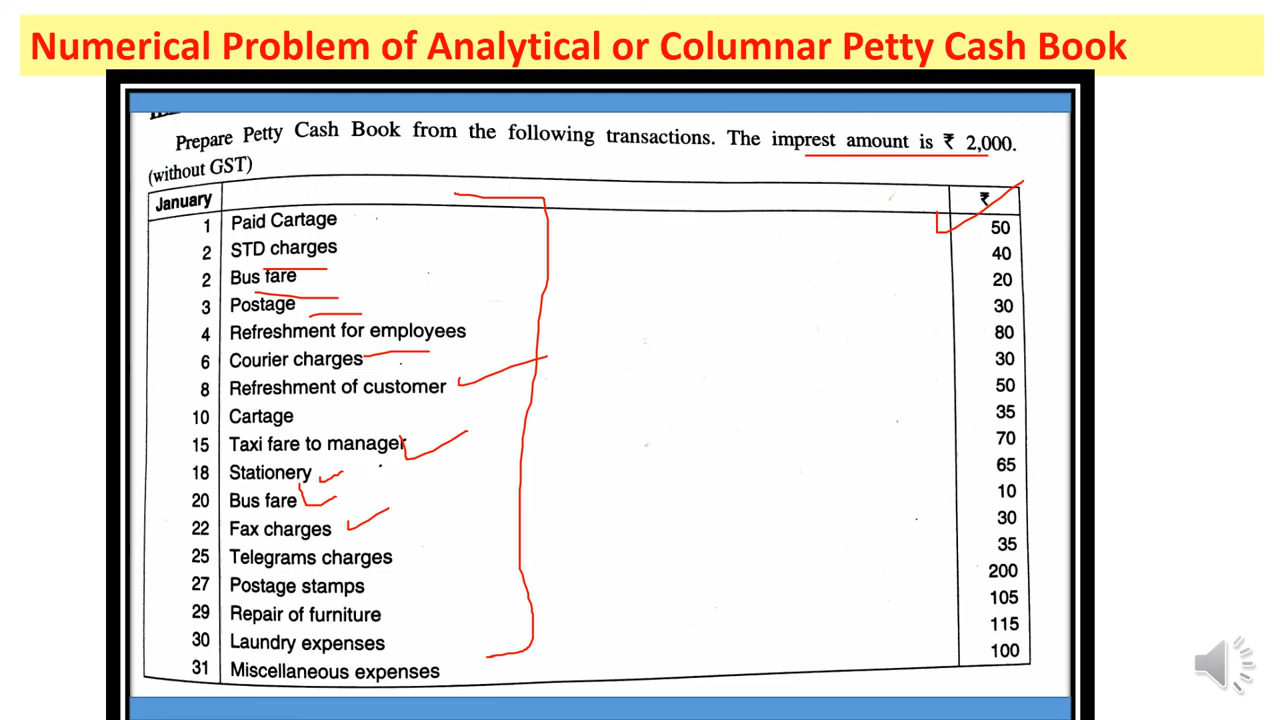 Numerical Problem of Analytical or Columnar Petty Cash Book
Prepare Petty Cash Book from the following transactions. The imprest amount is ₹ 2,000.
(without GST)
January ₹
1 Paid Cartage 50
2 STD charges 40
2 Bus fare 20
3 Postage 30
4 Refreshment for employees 80
6 Courier charges 30
8 Refreshment of customer 50
10 Cartage 35
15 Taxi fare to manager 70
18 Stationery 65
20 Bus fare 10
22 Fax charges 30
25 Telegrams charges 35
27 Postage stamps 200
29 Repair of furniture 105
30 Laundry expenses 115
31 Miscellaneous expenses 100